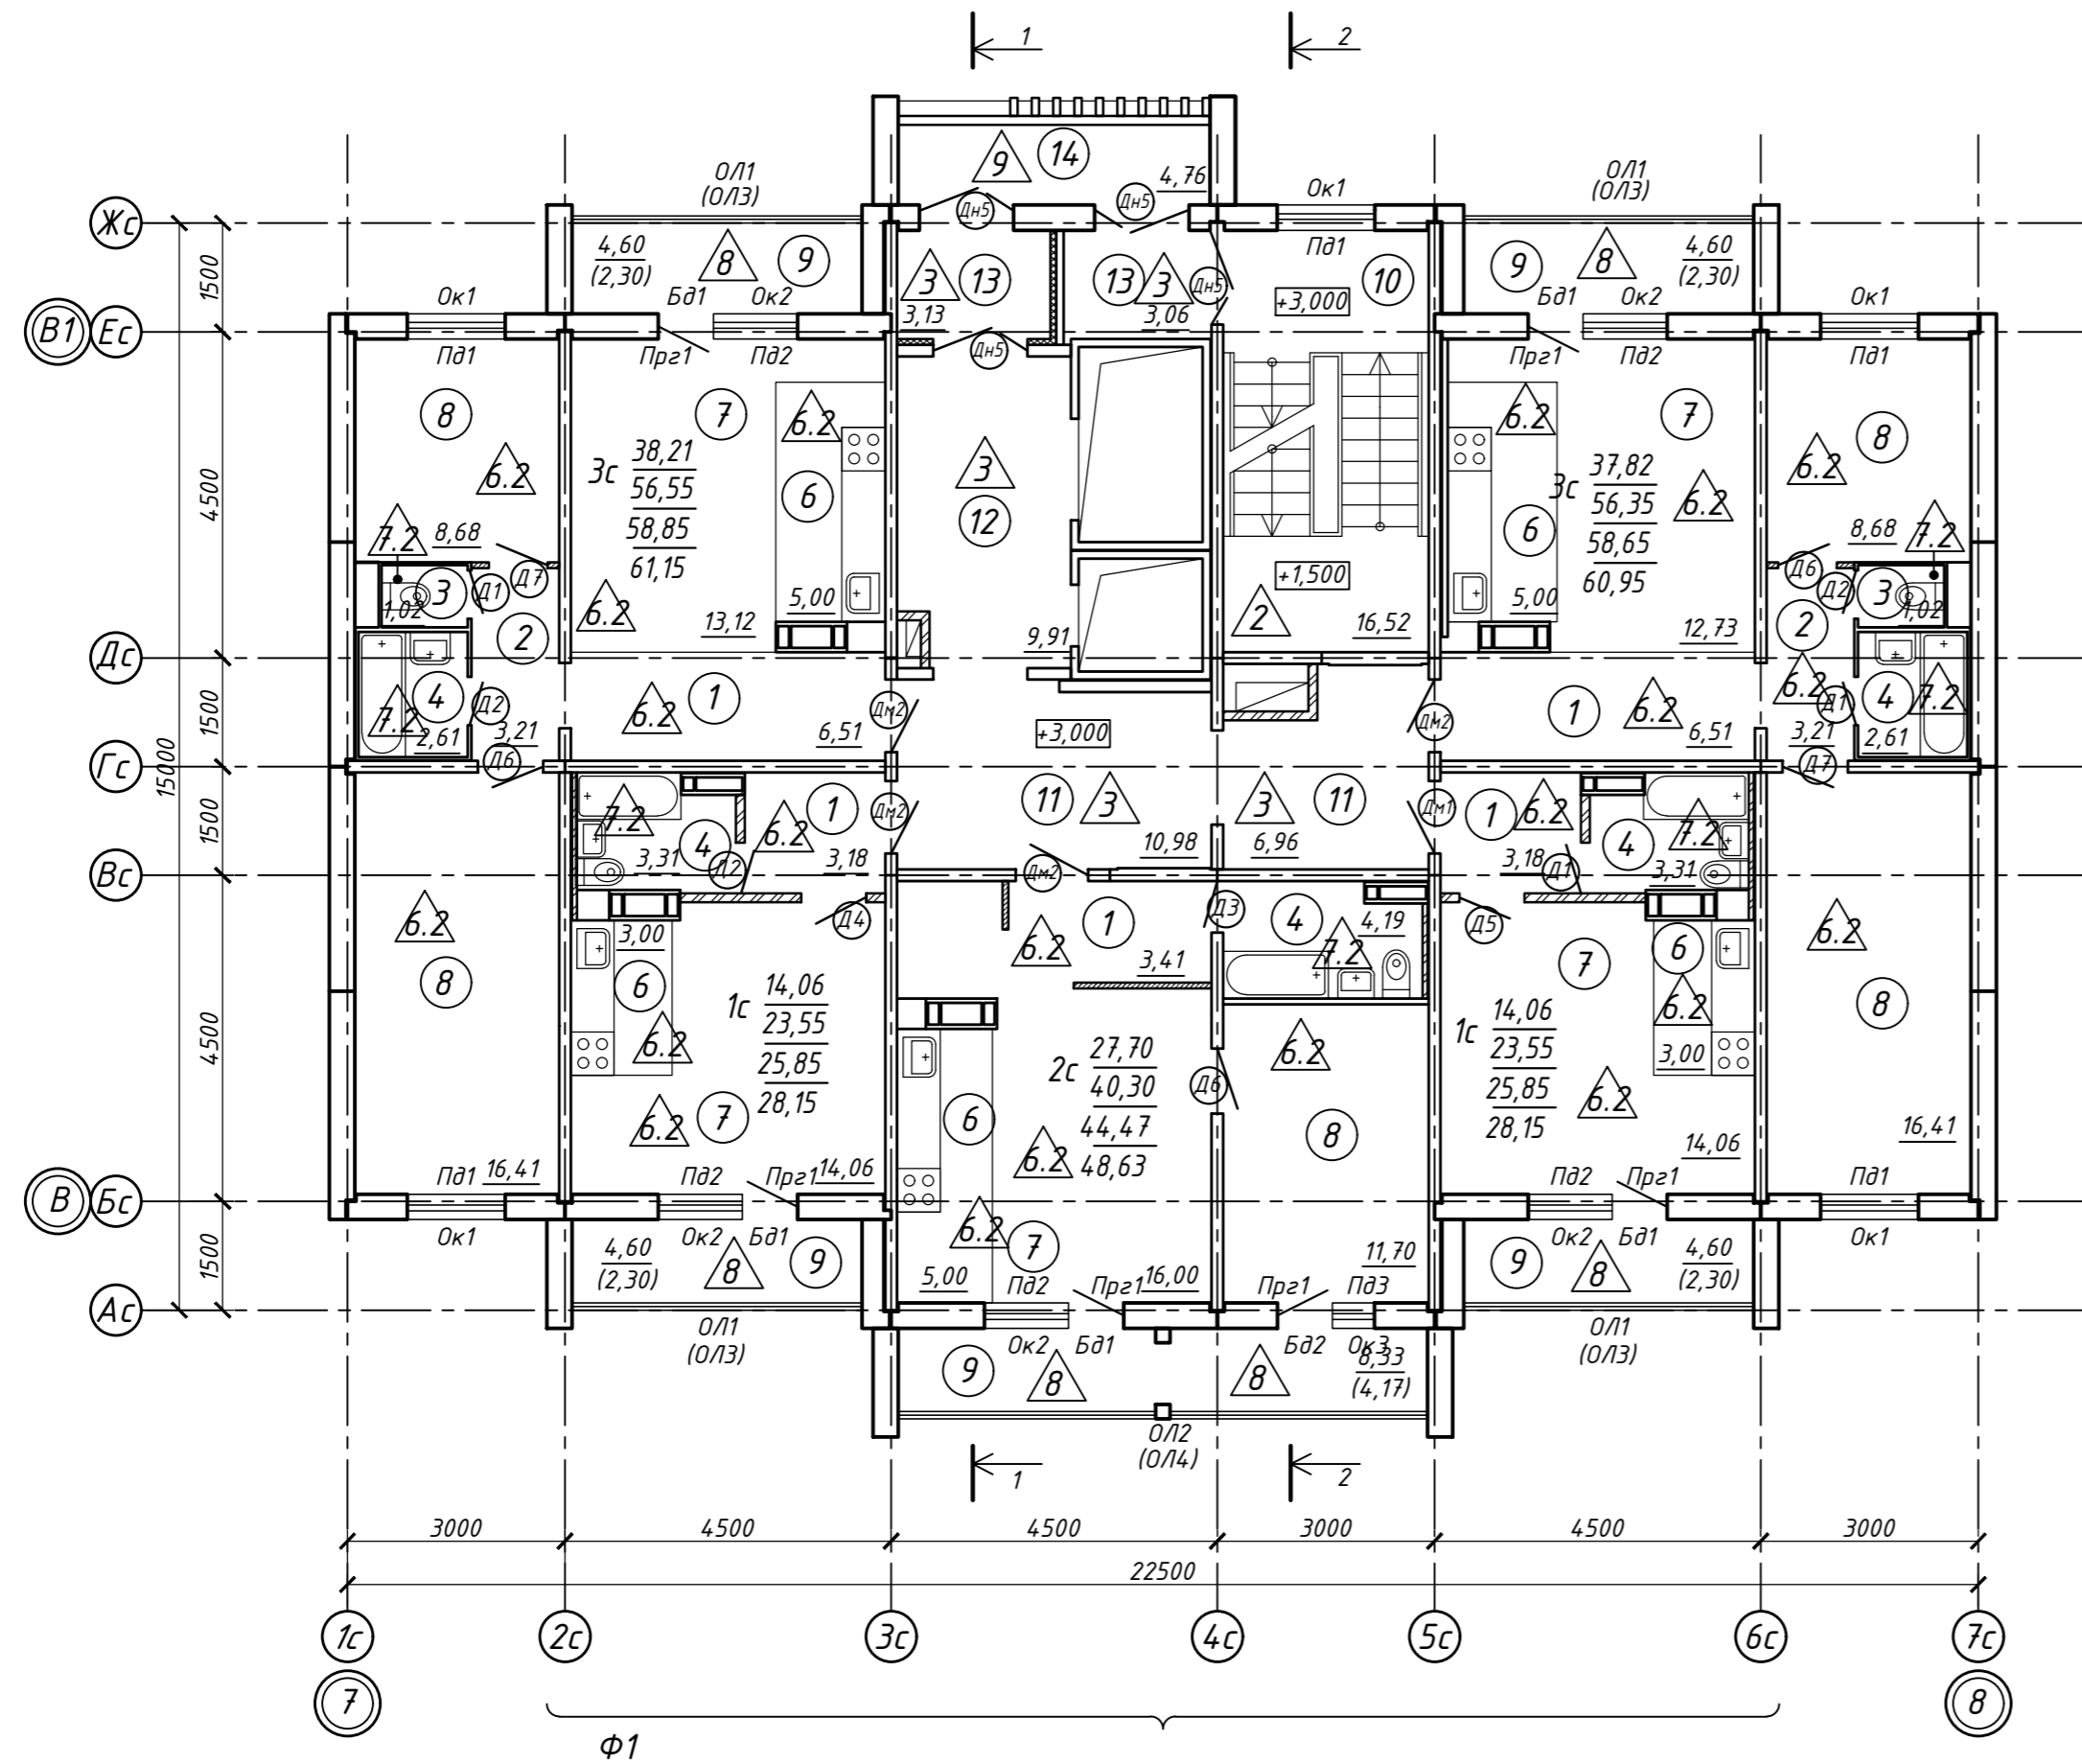 1 2
14
9
4,76
Дн5 Дн5
ОЛ1
(ОЛ3)
Ок1
ОЛ1
(ОЛ3)
Жс
4,60
(2,30)
8 9
3 13
3,13
13 3
3,06
Дн5
Пд1
10
+3,000
9 8
4,60
(2,30)
1500
Ок1 Бд1 Ок2
Бд1 Ок2 Ок1
В1 Ес
Пд1 Прг1 Пд2
Дн5
Прг1 Пд2 Пд1
8 7 6.2
6.2 7 8
3с 38,21
56,55
58,85
61,15
6.2
6
3
12
3с 37,82
56,35
58,65
60,95
6.2
6
6.2
4500
7.2 8,68
8,68 7.2
3 Д1 Д7
1,02
2
6.2
13,12
5,00
+1,500
2
16,52
9,91
5,00
12,73
Д6 Д2 3
1,02
2
Дс
4 7.2 Д2
2,61 3,21
6.2 1
6,51
Дм2
+3,000
Дм2
1 6.2
6,51
6.2 Д1 4 7.2
3,21 2,61
1500
15000
Гс
Д6
Д7
7.2 4
3,31 Д2
6.2 1
3,18
Дм2
11 3
10,98
3 11
6,96
Дм1
1 6.2
3,18 Д1
4 7.2
3,31
1500
Вс
Дм2
6.2
8
3,00
6
Д4
6.2 1
3,41
Д3
4 4,19
7.2
Д5
7 6
6.2
8
1с 14,06
23,55
25,85
28,15
6.2
6.2 7
2с 27,70
40,30
44,47
48,63
6
6.2
Д6
6.2
8
1с 14,06
23,55
25,85
28,15
6.2
3,00
6.2
4500
Пд1 16,41
Пд2 Прг1 14,06
14,06
16,41
Пд2 Прг1 Пд1
В Бс
Ок1
4,60
(2,30)
Ок2 Бд1
8 9
6.2 7
5,00 Пд2 Прг1 16,00
11,70
Прг1 Пд3
9
Ок2 Бд1
8
4,60
(2,30)
Ок1
1500
Ас
ОЛ1
(ОЛ3)
9
Ок2 Бд1
8
Бд2 Ок3
8
8,33
(4,17)
ОЛ1
(ОЛ3)
ОЛ2
(ОЛ4)
1 2
3000 4500 4500 3000 4500 3000
22500
1с 2с 3с 4с 5с 6с 7с
7 8
Ф1